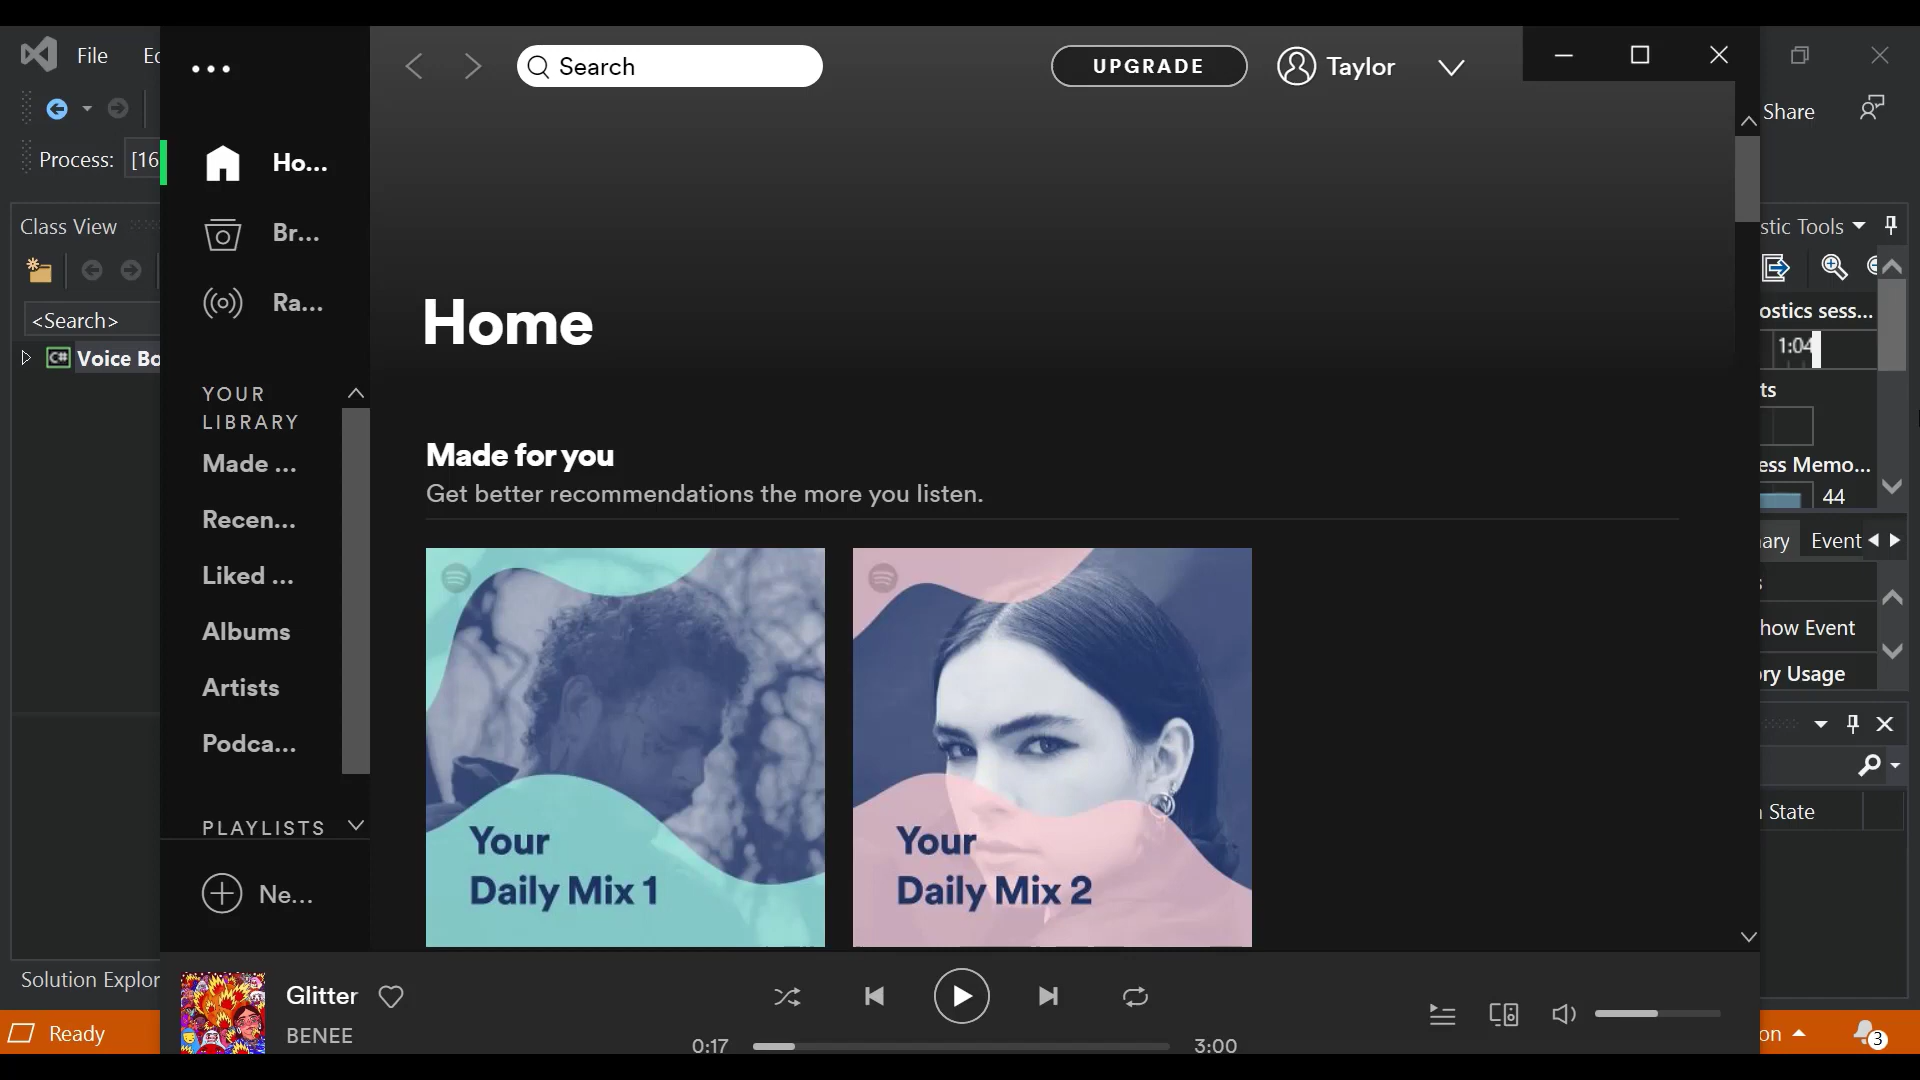 File
Process:
[16
Class View
<Search>
C#
Voice Bo
Solution Explor
Ready
Ho...
Br...
Ra...
YOUR
LIBRARY
Made ...
Recen...
Liked ...
Albums
Artists
Podca...
PLAYLISTS
Ne...
Search
UPGRADE
Taylor
Home
Made for you
Get better recommendations the more you listen.
Your
Daily Mix 1
Your
Daily Mix 2
Glitter
BENEE
0:17
3:00
Share
stic Tools
ostics sess...
1:04
ts
ess Memo...
44
ary
Event
how Event
ry Usage
State
on
3